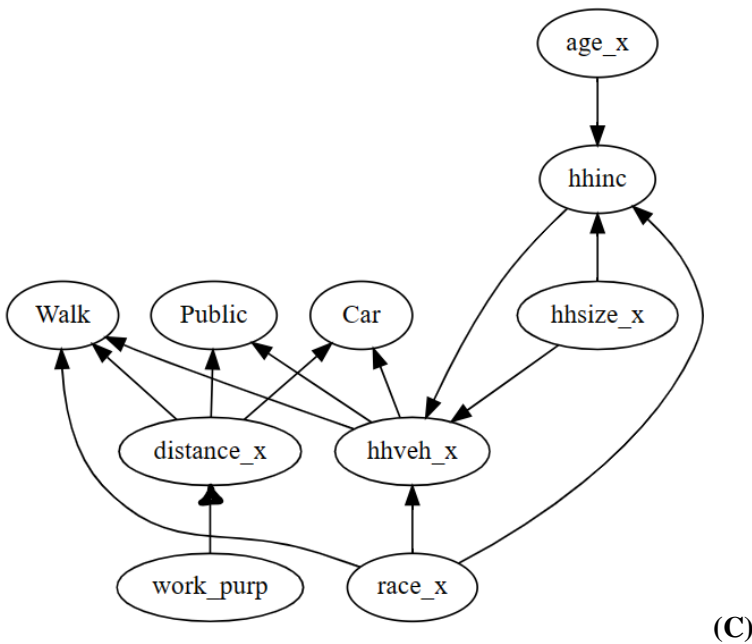 age_x
hhinc
Walk Public Car hhsize_x
distance_x hhveh_x
work_purp race_x
(C)